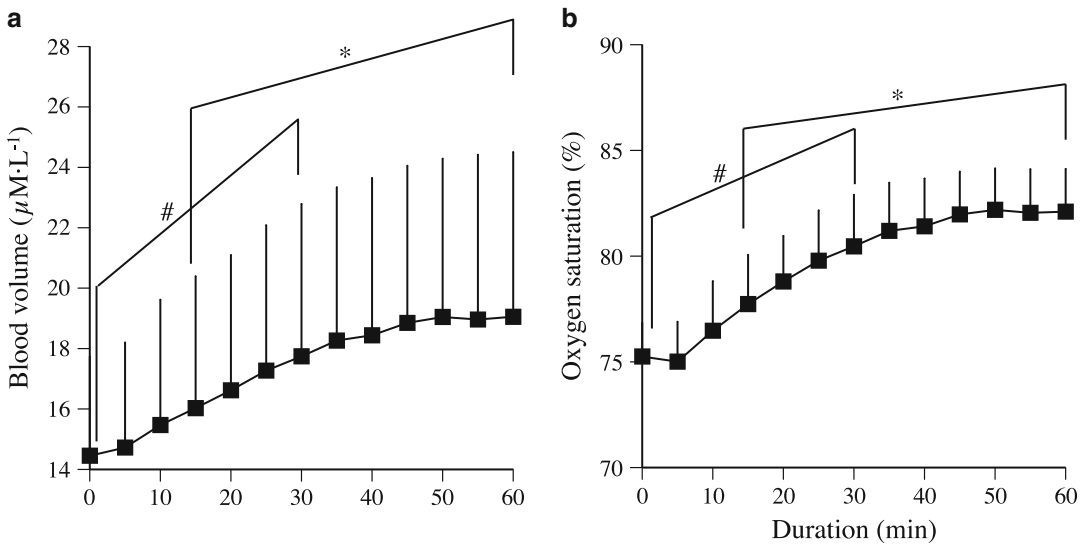 a
Blood volume (µM·L⁻¹)
28
26
24
22
20
18
16
14
0 10 20 30 40 50 60
#
*
b
Oxygen saturation (%)
90
85
80
75
70
0 10 20 30 40 50 60
#
*
Duration (min)